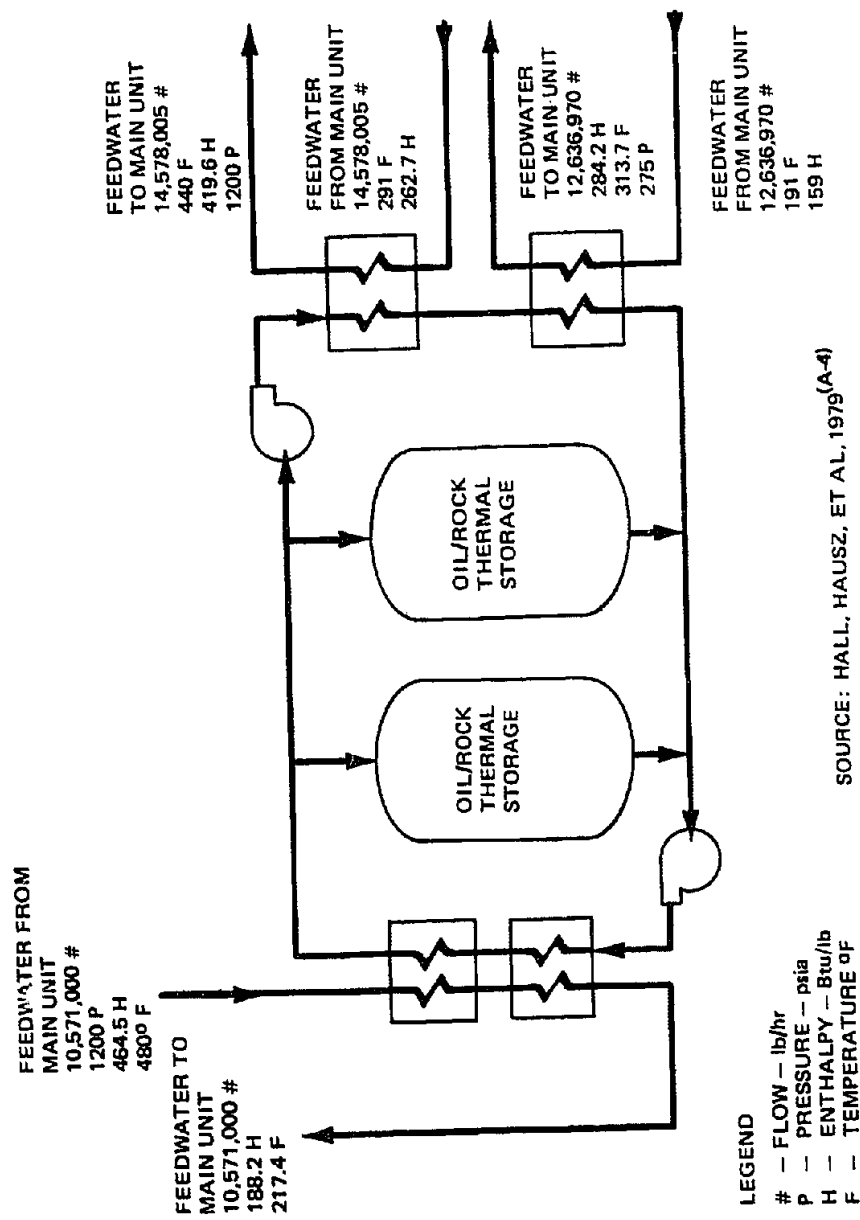 FEEDWATER FROM
MAIN UNIT
10,571,000 #
1200 P
464.5 H
480º F
FEEDWATER TO
MAIN UNIT
10,571,000 #
188.2 H
217.4 F
OIL/ROCK
THERMAL
STORAGE
OIL/ROCK
THERMAL
STORAGE
FEEDWATER
TO MAIN UNIT
14,578,005 #
440 F
419.6 H
1200 P
FEEDWATER
FROM MAIN UNIT
14,578,005 #
291 F
262.7 H
FEEDWATER
TO MAIN UNIT
12,636,970 #
284.2 H
313.7 F
275 P
FEEDWATER
FROM MAIN UNIT
12,636,970 #
191 F
159 H
LEGEND
# – FLOW – lb/hr
P – PRESSURE – psia
H – ENTHALPY – Btu/lb
F – TEMPERATURE ºF
SOURCE: HALL, HAUSZ, ET AL, 1979(A-4)